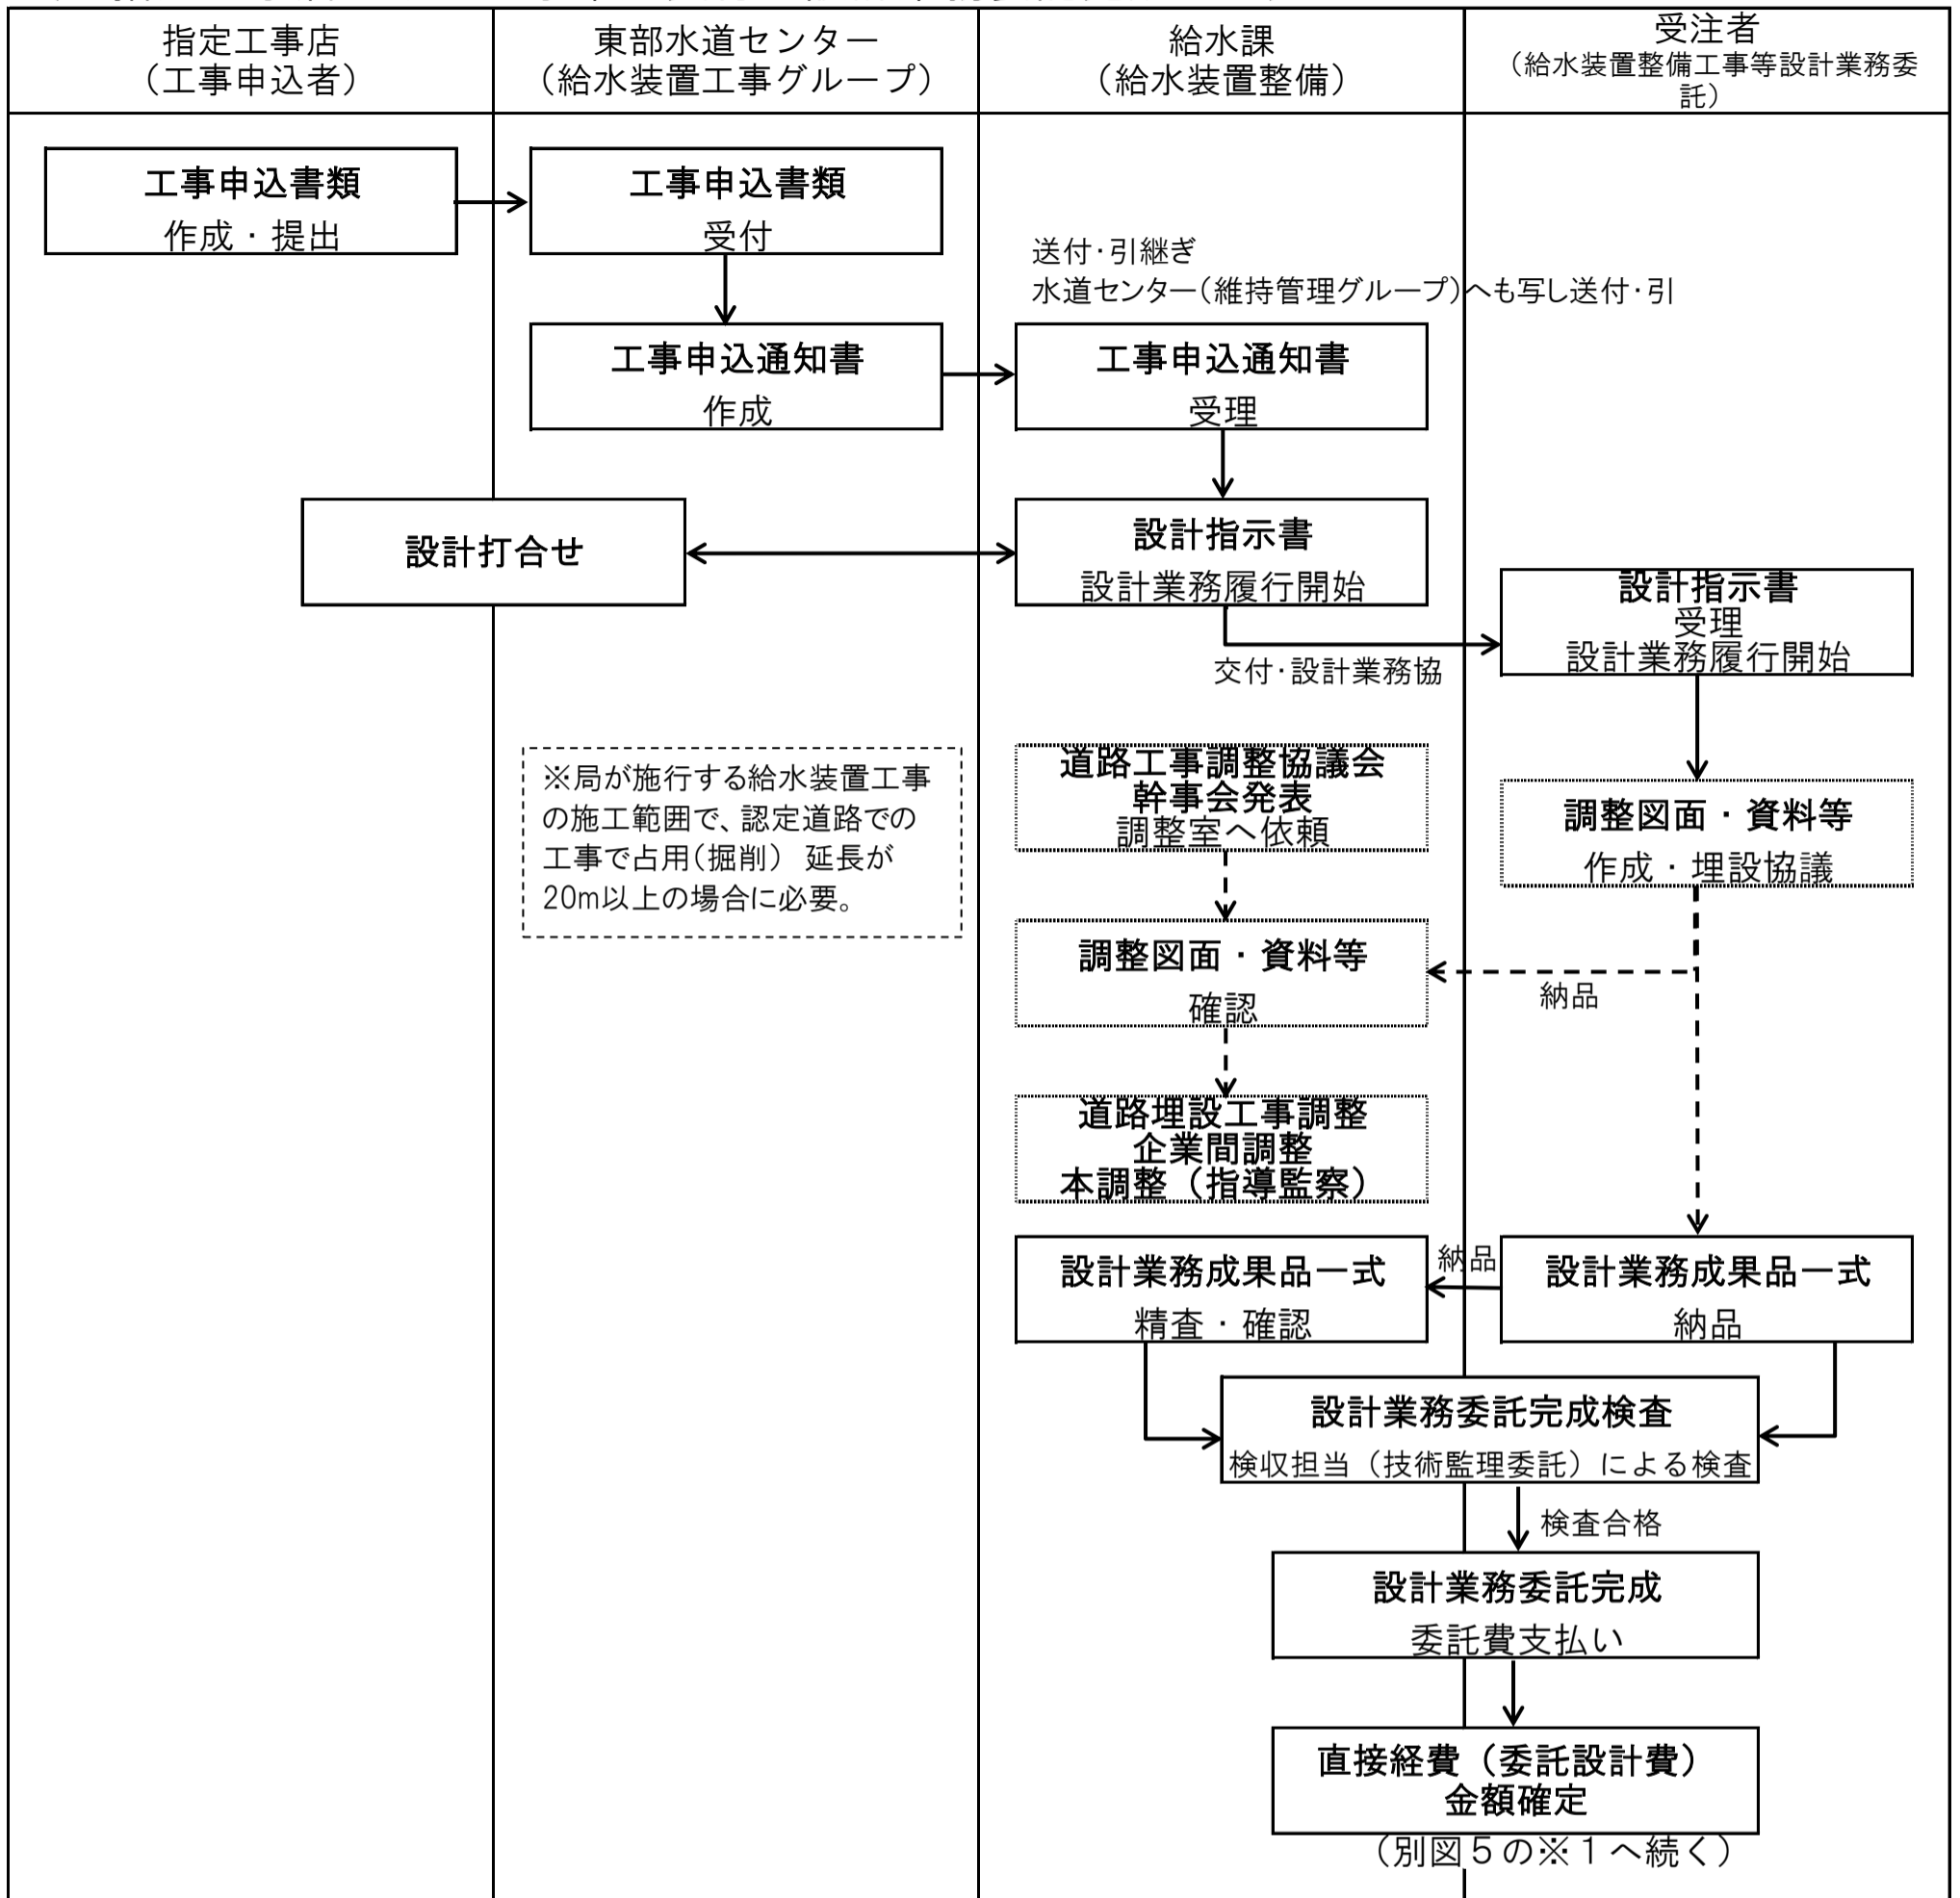 指定工事店
（工事申込者）
東部水道センター
（給水装置工事グループ）
給水課
（給水装置整備）
受注者
（給水装置整備工事等設計業務委
託）
工事申込書類
作成・提出
工事申込書類
受付
送付・引継ぎ
水道センター（維持管理グループ）へも写し送付・引
工事申込通知書
作成
工事申込通知書
受理
設計打合せ
設計指示書
設計業務履行開始
設計指示書
受理
設計業務履行開始
交付・設計業務協
※局が施行する給水装置工事
の施工範囲で、認定道路での
工事で占用（掘削） 延長が
20m以上の場合に必要。
道路工事調整協議会
幹事会発表
調整室へ依頼
調整図面・資料等
作成・埋設協議
調整図面・資料等
確認
納品
道路埋設工事調整
企業間調整
本調整（指導監察）
設計業務成果品一式
精査・確認
納品
設計業務成果品一式
納品
設計業務委託完成検査
検収担当（技術監理委託）による検査
検査合格
設計業務委託完成
委託費支払い
直接経費（委託設計費）
金額確定
（別図５の※１へ続く）